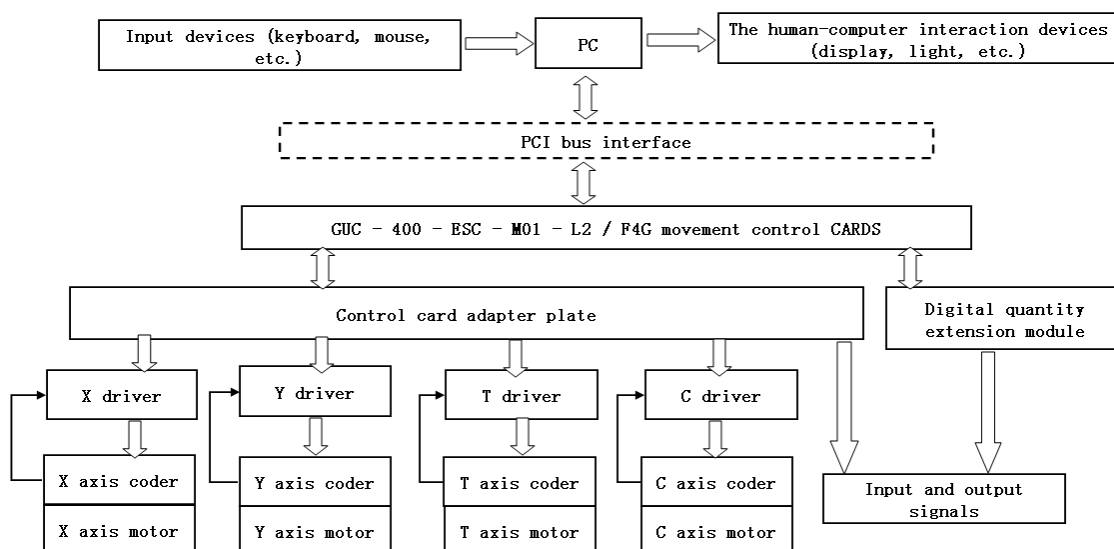 Input devices (keyboard, mouse,
etc.)
PC
The human-computer interaction devices
(display, light, etc.)
PCI bus interface
GUC - 400 - ESC - M01 - L2 / F4G movement control CARDS
Control card adapter plate
Digital quantity
extension module
X driver
Y driver
T driver
C driver
X axis coder
Y axis coder
T axis coder
C axis coder
X axis motor
Y axis motor
T axis motor
C axis motor
Input and output
signals